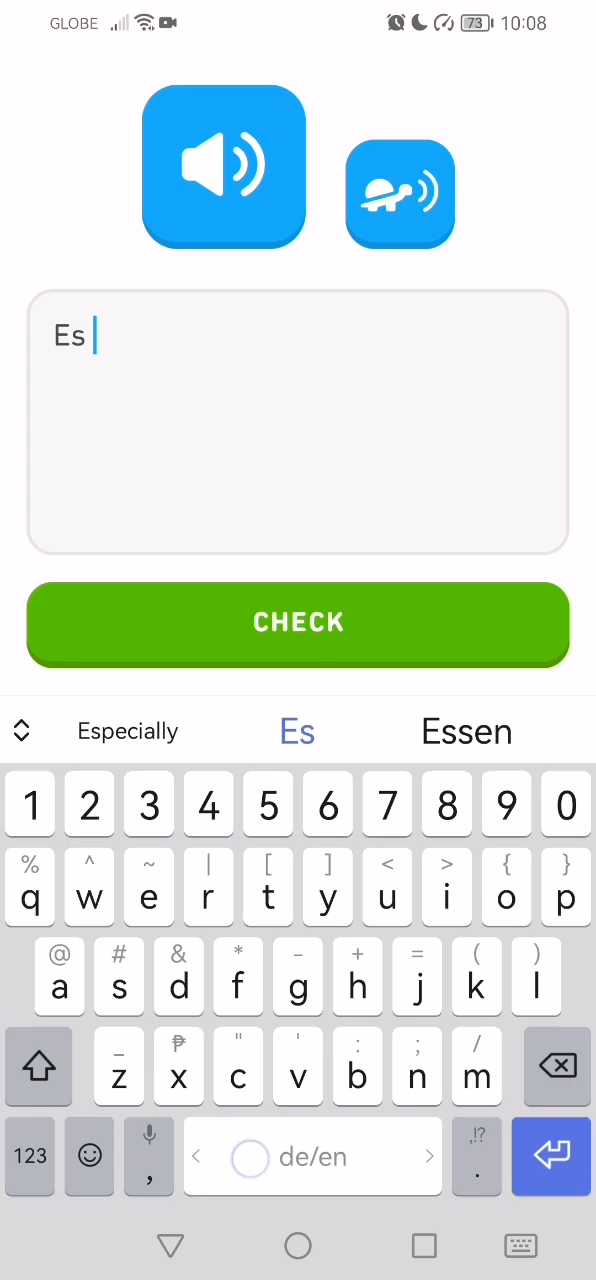 GLOBE 73 10:08
Es
CHECK
Especially Es Essen
1 2 3 4 5 6 7 8 9 0
% ^ ~ | [ ] < > { }
q w e r t y u i o p
@ # & * - + = ( )
a s d f g h j k l
_ ₱ " ' : ; /
z x c v b n m
123 , < de/en > ,!? .